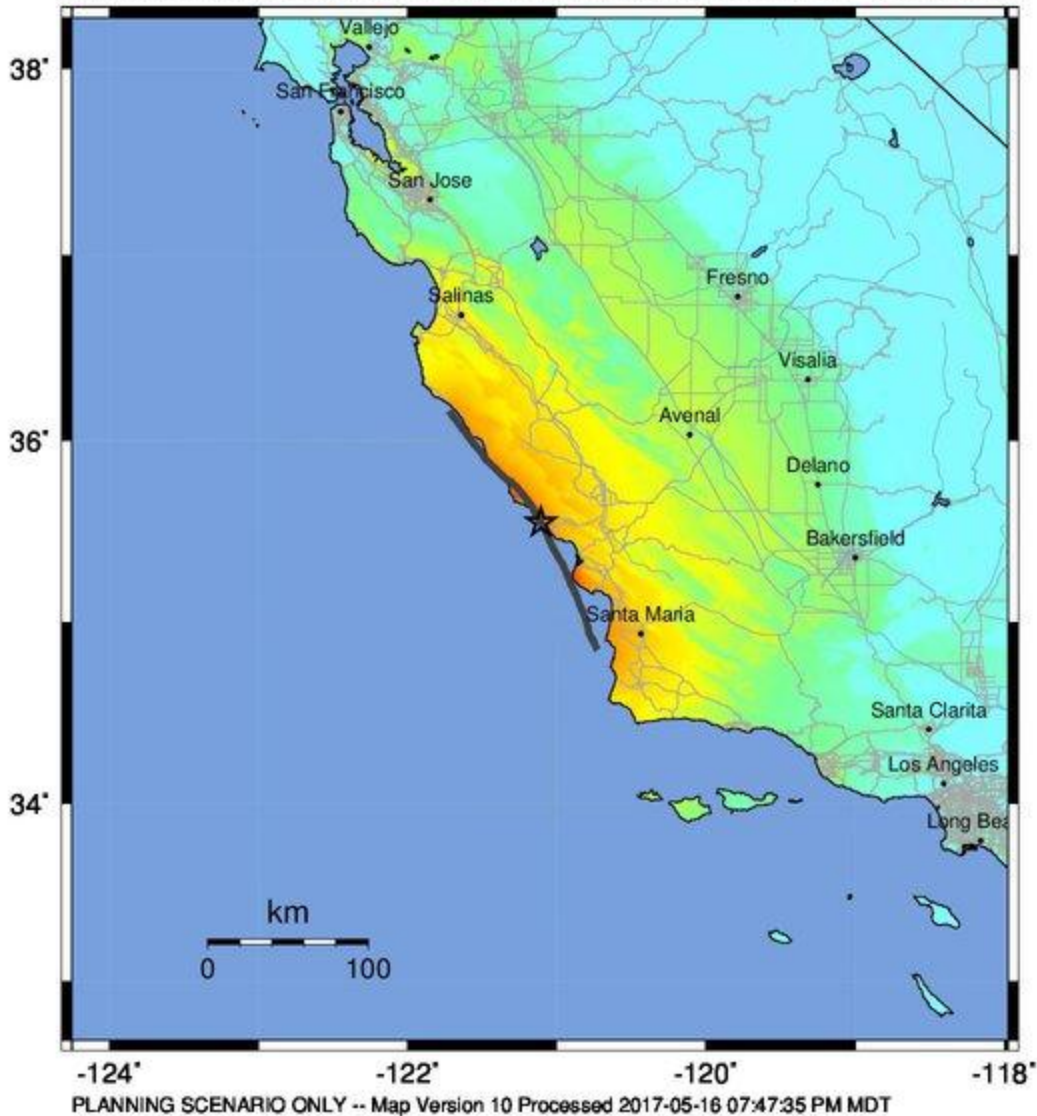 Vallejo
38°
San Francisco
San Jose
Fresno
Salinas
Visalia
Avenal
36°
Delano
Bakersfield
Santa Maria
Santa Clarita
Los Angeles
34°
Long Bea
km
0 100
-124° -122° -120° -118°
PLANNING SCENARIO ONLY -- Map Version 10 Processed 2017-05-16 07:47:35 PM MDT